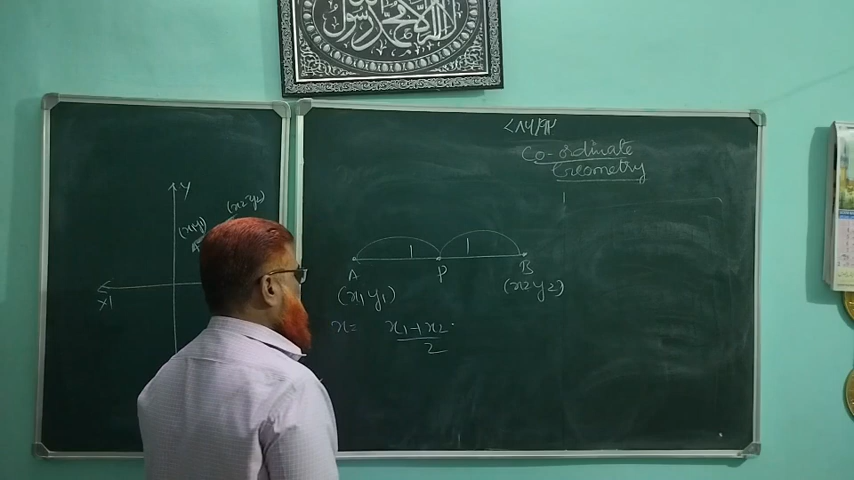 Co-ordinate
Geometry
Y
(x2 y2)
(x1 y1)
A
X1
1 1
A P B
(x1 y1) (x2 y2)
x= x1+x2
2